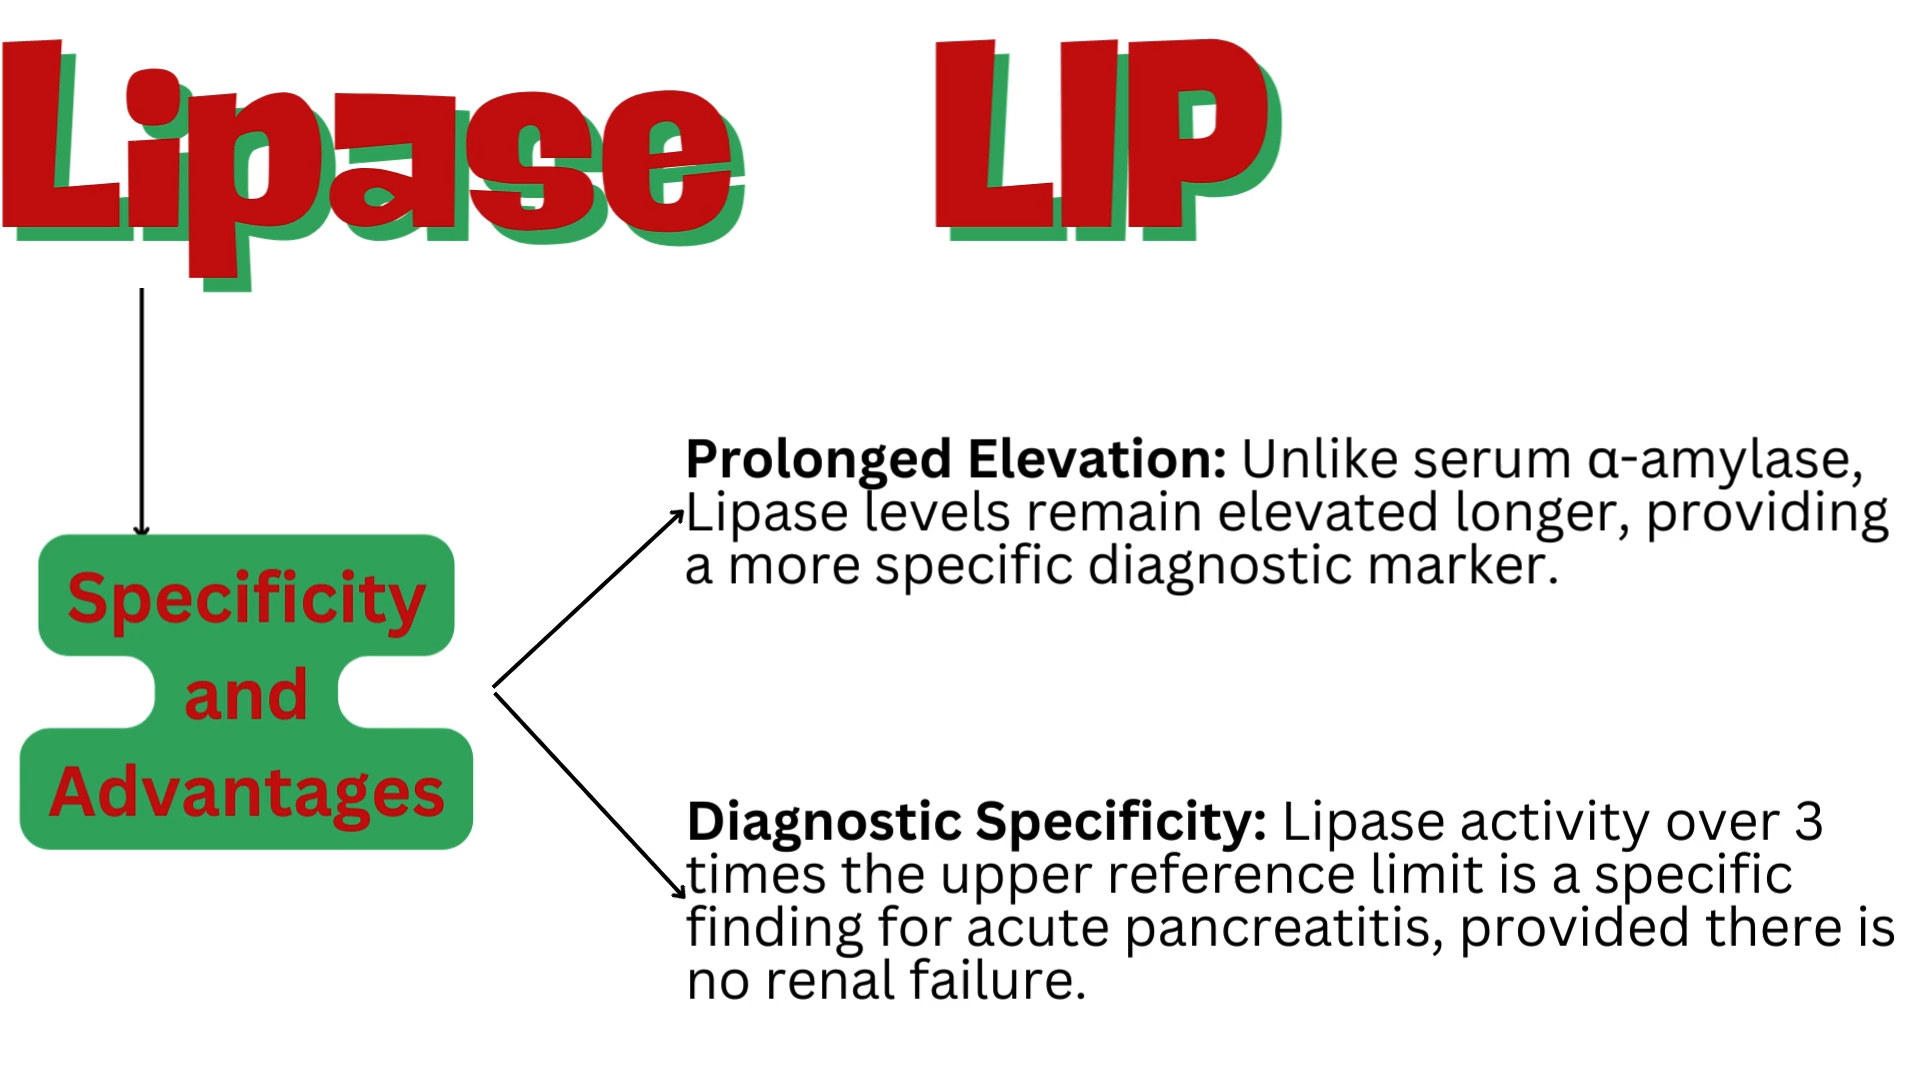 Lipase LIP
Specificity
and
Advantages
Prolonged Elevation: Unlike serum α-amylase,
Lipase levels remain elevated longer, providing
a more specific diagnostic marker.
Diagnostic Specificity: Lipase activity over 3
times the upper reference limit is a specific
finding for acute pancreatitis, provided there is
no renal failure.